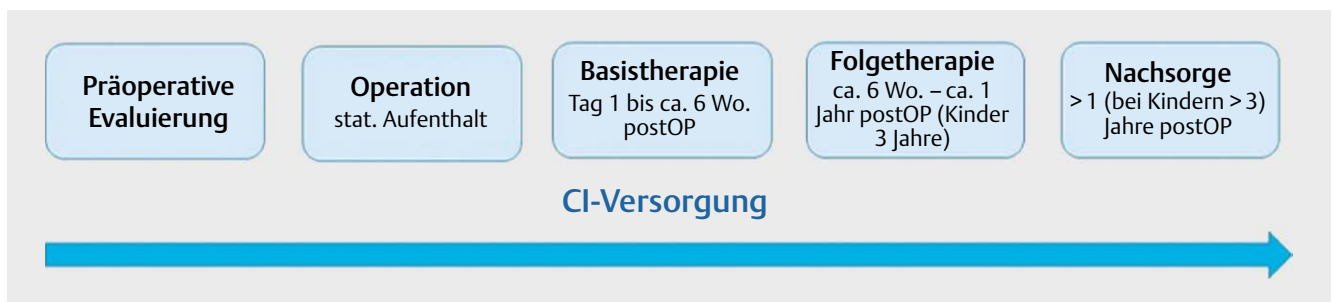 Präoperative
Evaluierung
Operation
stat. Aufenthalt
Basistherapie
Tag 1 bis ca. 6 Wo.
postOP
Folgetherapie
ca. 6 Wo. – ca. 1
Jahr postOP (Kinder
3 Jahre)
Nachsorge
> 1 (bei Kindern > 3)
Jahre postOP
CI-Versorgung